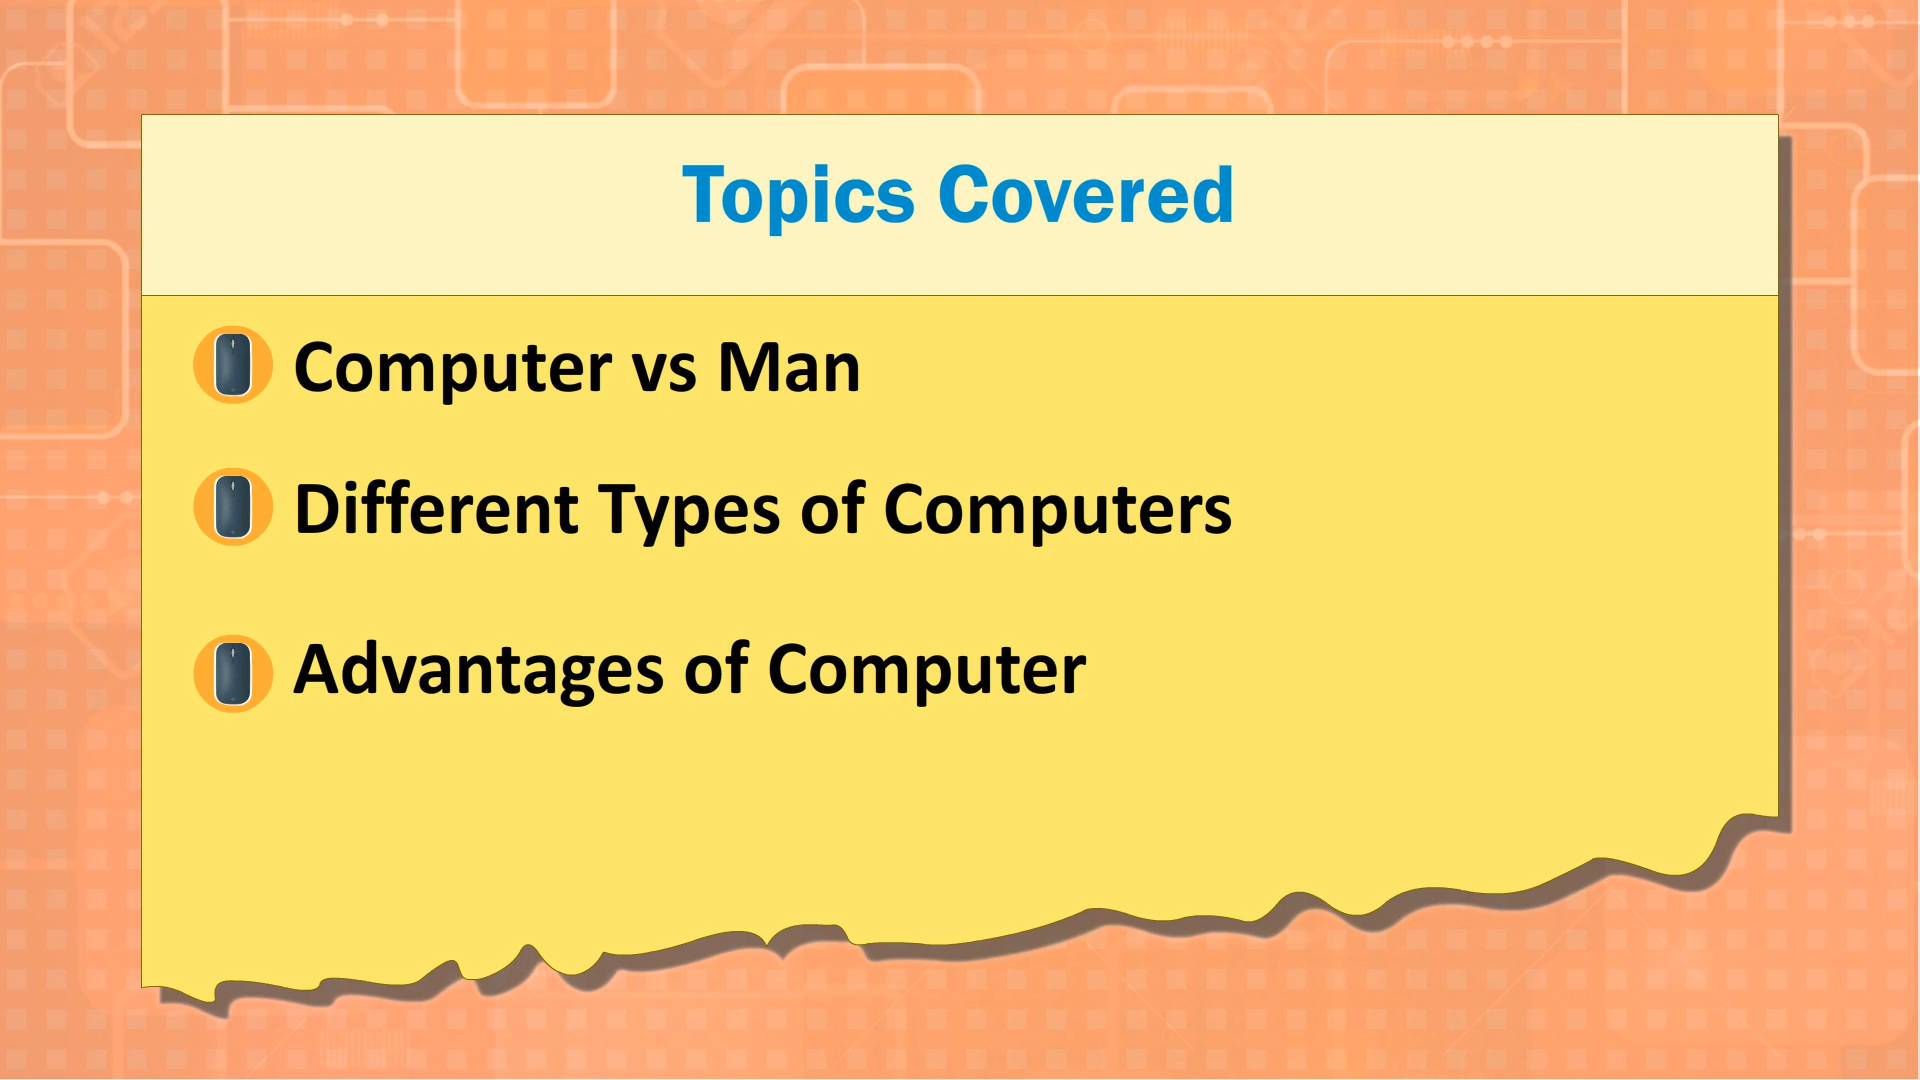 Topics Covered
Computer vs Man
Different Types of Computers
Advantages of Computer